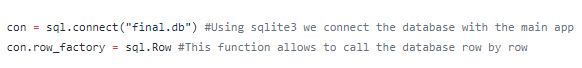 con = sql.connect("final.db") #Using sqlite3 we connect the database with the main app
con.row_factory = sql.Row #This function allows to call the database row by row